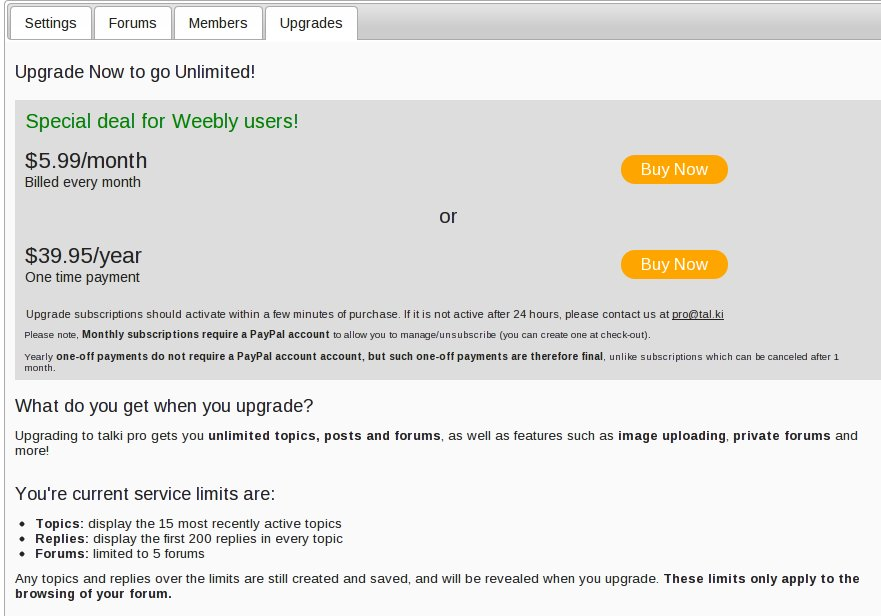 Settings Forums Members Upgrades
Upgrade Now to go Unlimited!
Special deal for Weebly users!
$5.99/month
Billed every month
Buy Now
or
$39.95/year
One time payment
Buy Now
Upgrade subscriptions should activate within a few minutes of purchase. If it is not active after 24 hours, please contact us at pro@tal.ki
Please note, Monthly subscriptions require a PayPal account to allow you to manage/unsubscribe (you can create one at check-out).
Yearly one-off payments do not require a PayPal account account, but such one-off payments are therefore final, unlike subscriptions which can be canceled after 1
month.
What do you get when you upgrade?
Upgrading to talki pro gets you unlimited topics, posts and forums, as well as features such as image uploading, private forums and
more!
You're current service limits are:
• Topics: display the 15 most recently active topics
• Replies: display the first 200 replies in every topic
• Forums: limited to 5 forums
Any topics and replies over the limits are still created and saved, and will be revealed when you upgrade. These limits only apply to the
browsing of your forum.